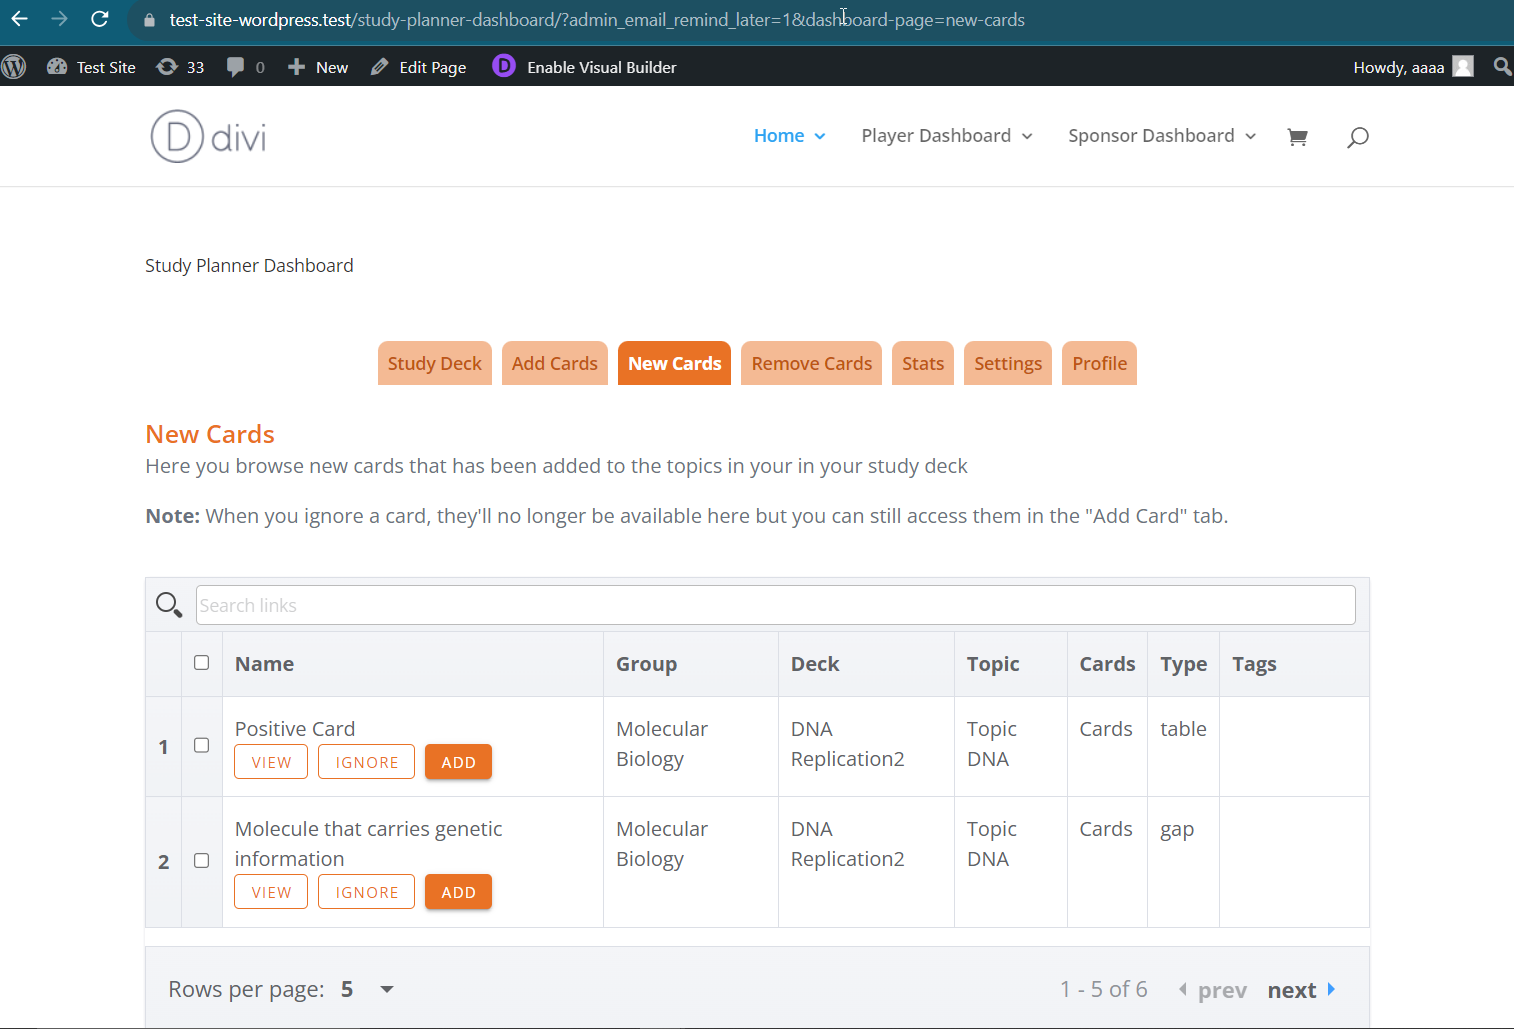 test-site-wordpress.test/study-planner-dashboard/?admin_email_remind_later=1&dashboard-page=new-cards
Test Site 33 0 New Edit Page D Enable Visual Builder Howdy, aaaa
D divi Home Player Dashboard Sponsor Dashboard
Study Planner Dashboard
Study Deck Add Cards New Cards Remove Cards Stats Settings Profile
New Cards
Here you browse new cards that has been added to the topics in your in your study deck
Note: When you ignore a card, they'll no longer be available here but you can still access them in the "Add Card" tab.
Search links
Name Group Deck Topic Cards Type Tags
1 Positive Card Molecular Biology DNA Replication2 Topic DNA Cards table
VIEW IGNORE ADD
2 Molecule that carries genetic information Molecular Biology DNA Replication2 Topic DNA Cards gap
VIEW IGNORE ADD
Rows per page: 5 1 - 5 of 6 prev next